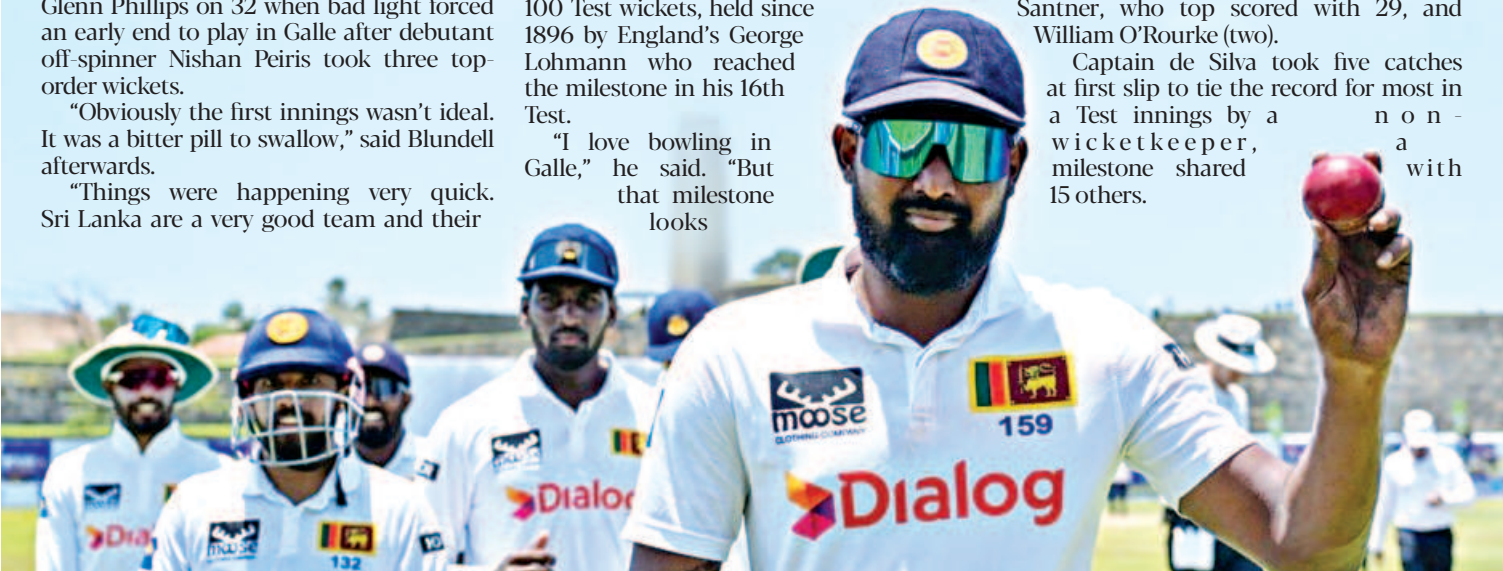 Glenn Phillips on 32 when bad light forced
an early end to play in Galle after debutant
off-spinner Nishan Peiris took three top-
order wickets.
“Obviously the first innings wasn’t ideal.
It was a bitter pill to swallow,” said Blundell
afterwards.
“Things were happening very quick.
Sri Lanka are a very good team and their
100 Test wickets, held since
1896 by England’s George
Lohmann who reached
the milestone in his 16th
Test.
“I love bowling in
Galle,” he said. “But
that milestone
looks
Santner, who top scored with 29, and
William O’Rourke (two).
Captain de Silva took five catches
at first slip to tie the record for most in
a Test innings by a non-
wicketkeeper, a
milestone shared with
15 others.
moose
CLOTHING COMPANY
159
Dialog
moose
Dialog
moose
132
Dia